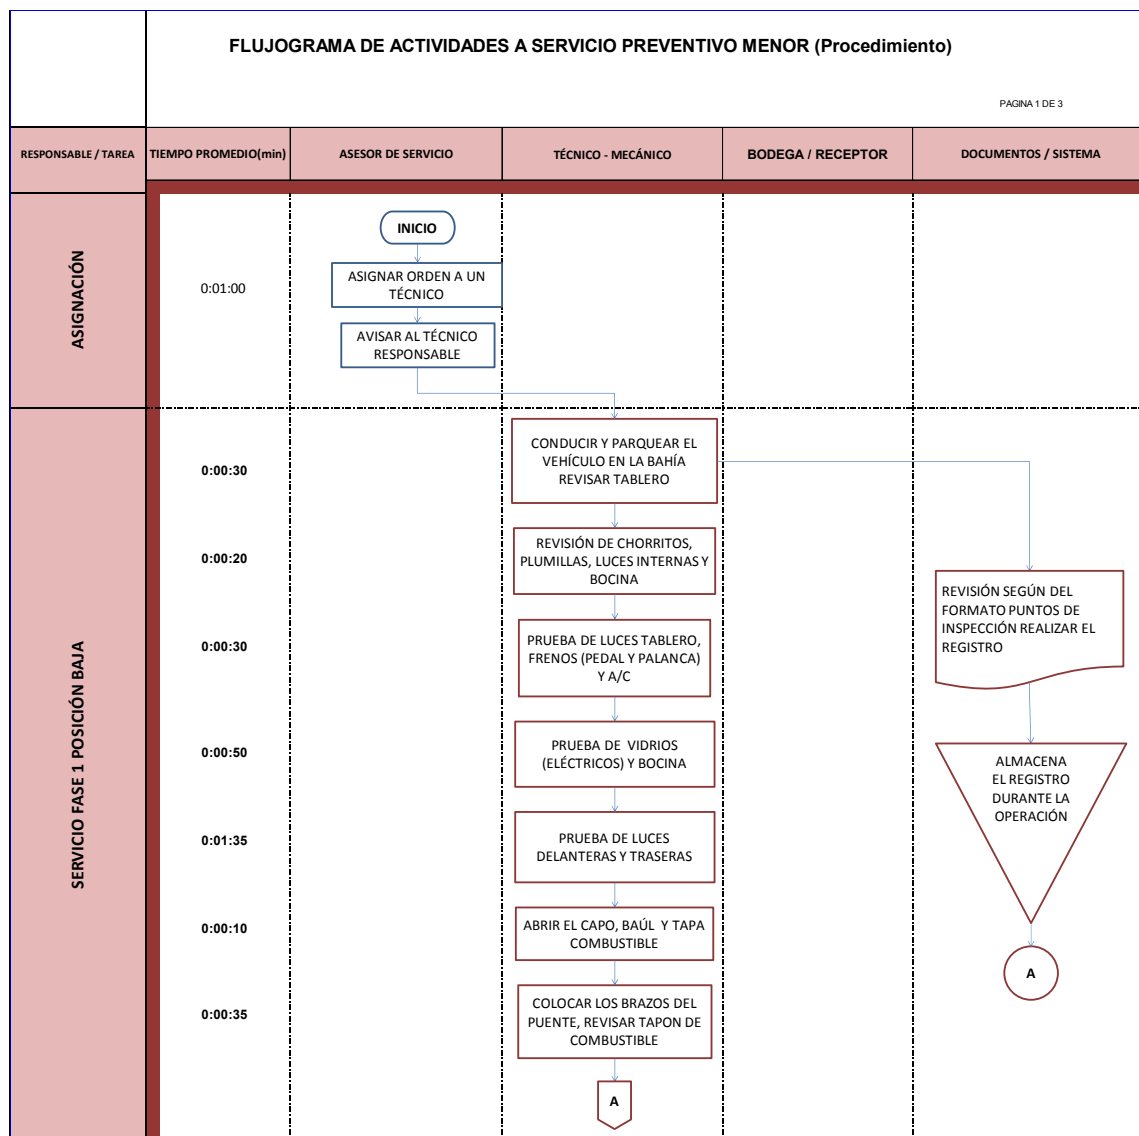 FLUJOGRAMA DE ACTIVIDADES A SERVICIO PREVENTIVO MENOR (Procedimiento)
PAGINA 1 DE 3
RESPONSABLE / TAREA
TIEMPO PROMEDIO(min)
ASESOR DE SERVICIO
TÉCNICO - MECÁNICO
BODEGA / RECEPTOR
DOCUMENTOS / SISTEMA
ASIGNACIÓN
INICIO
0:01:00
ASIGNAR ORDEN A UN
TÉCNICO
AVISAR AL TÉCNICO
RESPONSABLE
SERVICIO FASE 1 POSICIÓN BAJA
0:00:30
CONDUCIR Y PARQUEAR EL
VEHÍCULO EN LA BAHÍA
REVISAR TABLERO
0:00:20
REVISIÓN DE CHORRITOS,
PLUMILLAS, LUCES INTERNAS Y
BOCINA
REVISIÓN SEGÚN DEL
FORMATO PUNTOS DE
INSPECCIÓN REALIZAR EL
REGISTRO
0:00:30
PRUEBA DE LUCES TABLERO,
FRENOS (PEDAL Y PALANCA)
Y A/C
0:00:50
PRUEBA DE VIDRIOS
(ELÉCTRICOS) Y BOCINA
ALMACENA
EL REGISTRO
DURANTE LA
OPERACIÓN
0:01:35
PRUEBA DE LUCES
DELANTERAS Y TRASERAS
0:00:10
ABRIR EL CAPO, BAÚL Y TAPA
COMBUSTIBLE
A
0:00:35
COLOCAR LOS BRAZOS DEL
PUENTE, REVISAR TAPON DE
COMBUSTIBLE
A